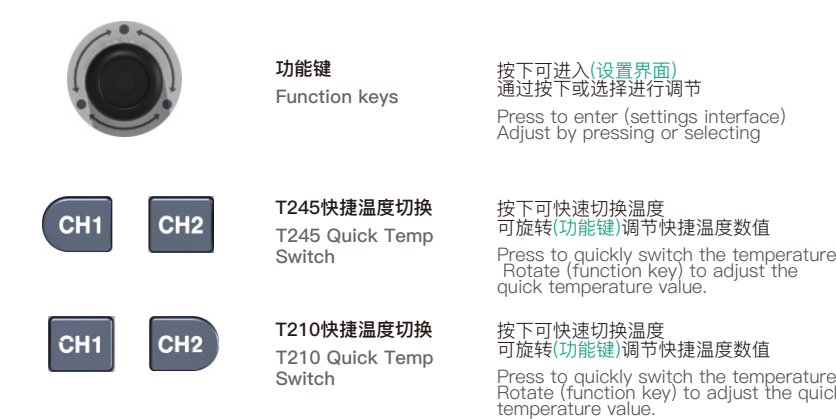 功能键
Function keys
按下可进入(设置界面)
通过按下或选择进行调节
Press to enter (settings interface)
Adjust by pressing or selecting
CH1
CH2
T245快捷温度切换
T245 Quick Temp
Switch
按下可快速切换温度
可旋转(功能键)调节快捷温度数值
Press to quickly switch the temperature
Rotate (function key) to adjust the
quick temperature value.
CH1
CH2
T210快捷温度切换
T210 Quick Temp
Switch
按下可快速切换温度
可旋转(功能键)调节快捷温度数值
Press to quickly switch the temperature
Rotate (function key) to adjust the
temperature value.